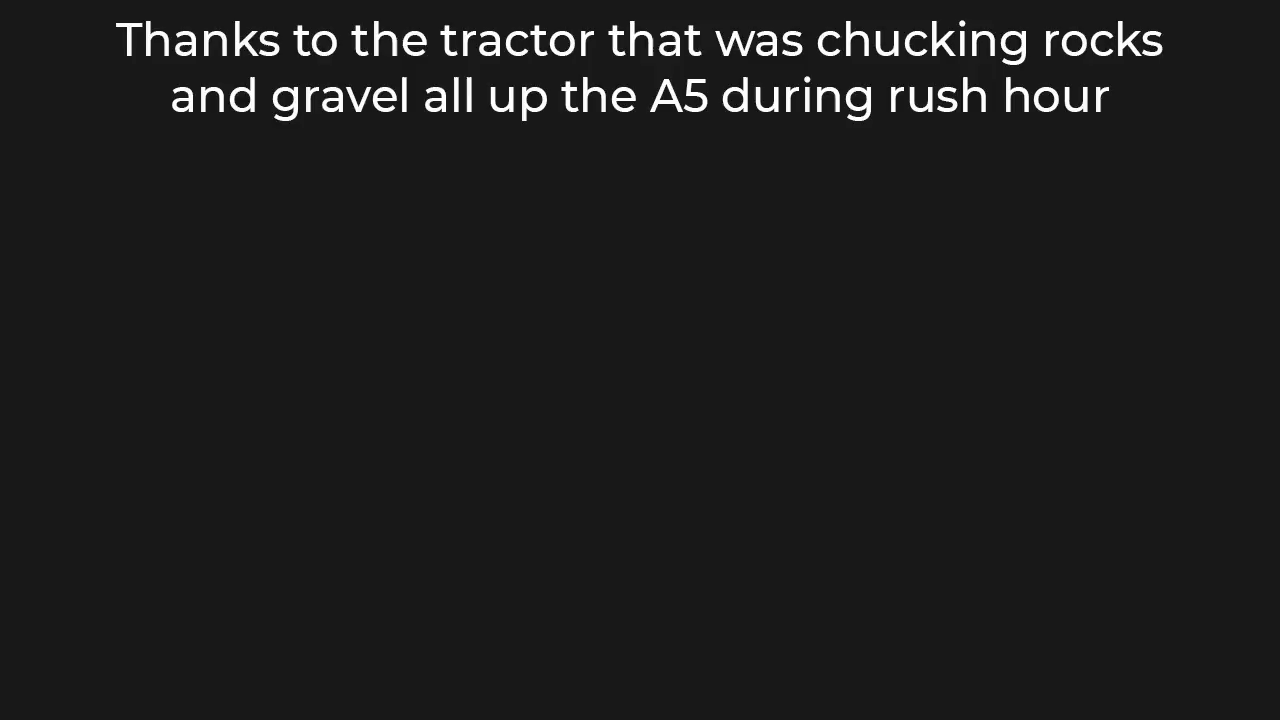 Thanks to the tractor that was chucking rocks
and gravel all up the A5 during rush hour